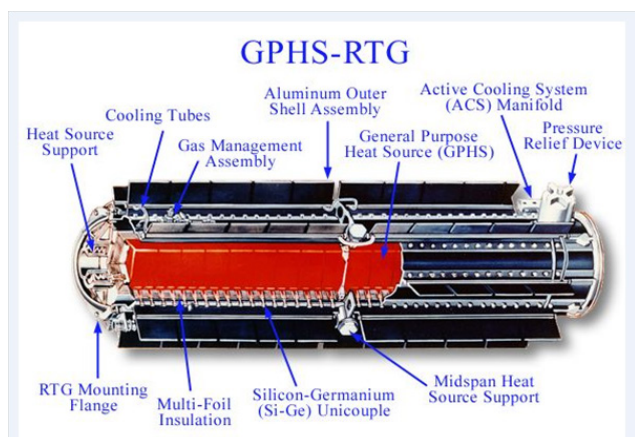 GPHS-RTG
Aluminum Outer
Shell Assembly
Active Cooling System
(ACS) Manifold
Cooling Tubes
Pressure
Relief Device
Heat Source
Support
Gas Management
Assembly
General Purpose
Heat Source (GPHS)
RTG Mounting
Flange
Multi-Foil
Insulation
Silicon-Germanium
(Si-Ge) Unicouple
Midspan Heat
Source Support